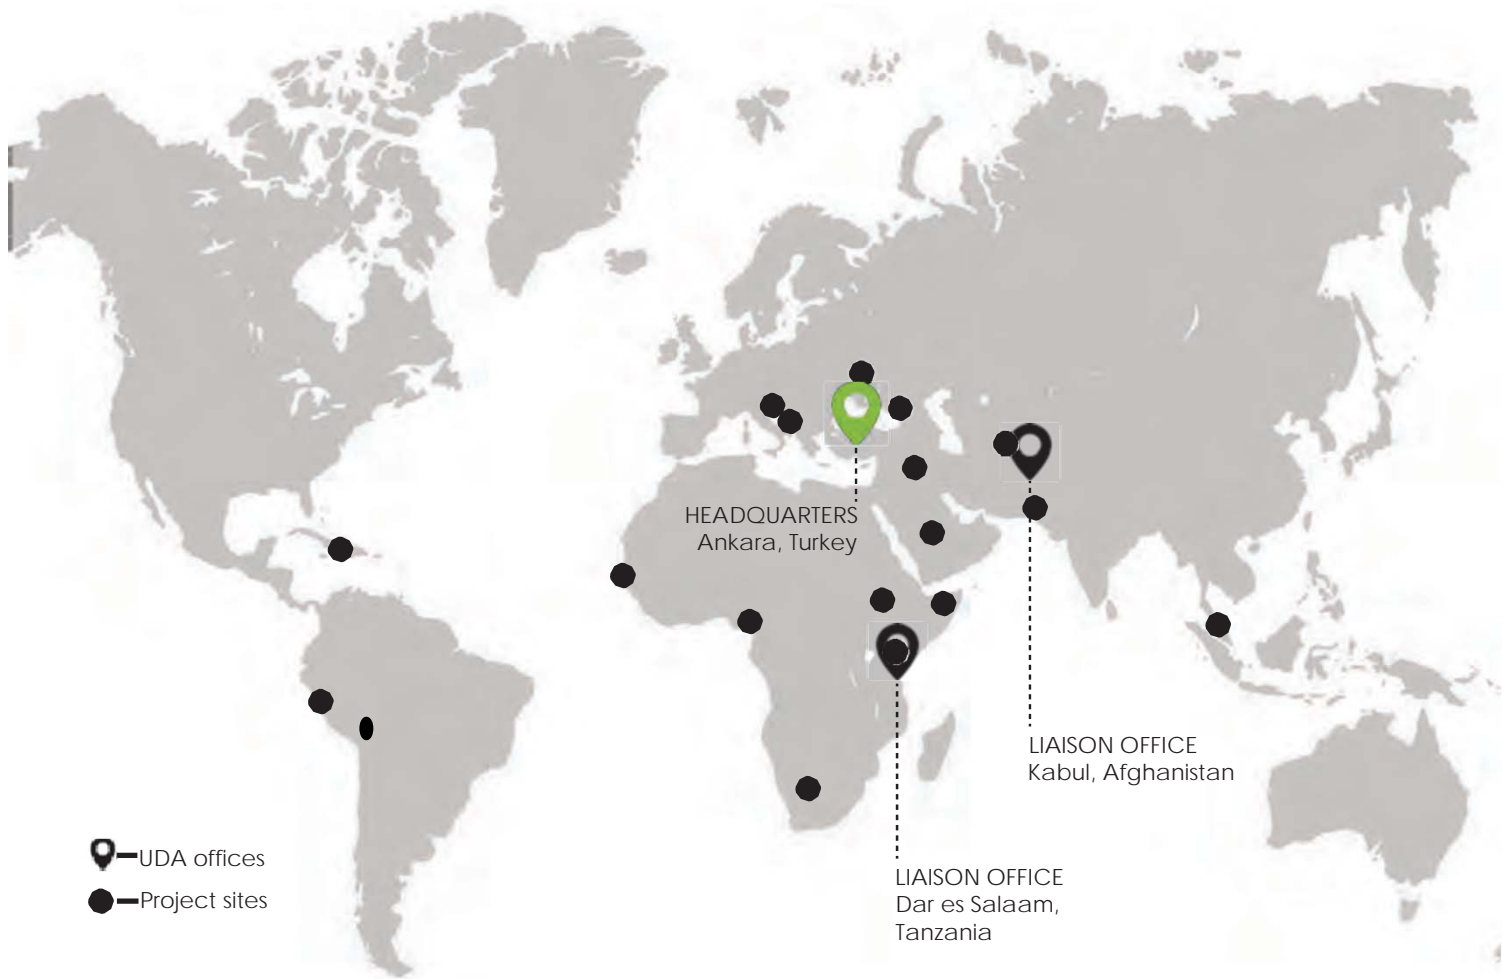 HEADQUARTERS
Ankara, Turkey
LIAISON OFFICE
Kabul, Afghanistan
UDA offices
Project sites
LIAISON OFFICE
Dar es Salaam,
Tanzania